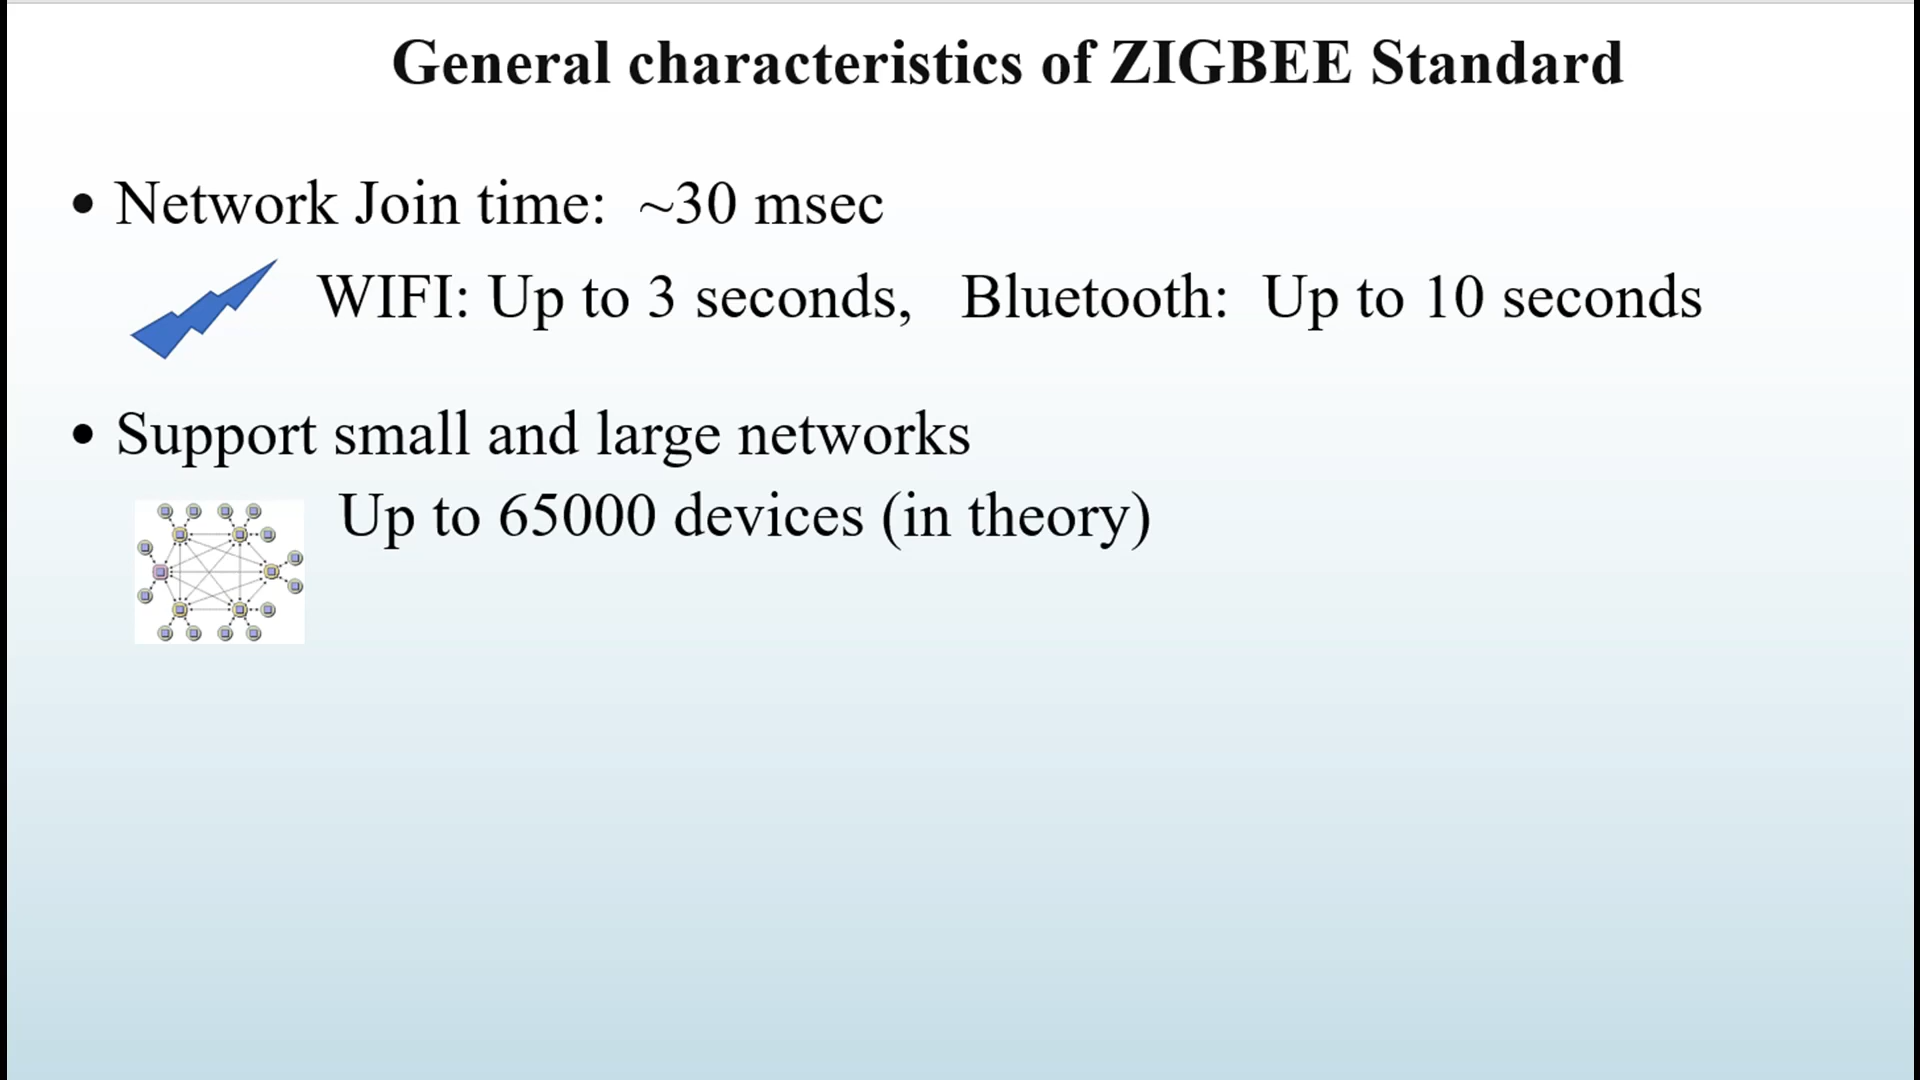 General characteristics of ZIGBEE Standard
• Network Join time: ~30 msec
WIFI: Up to 3 seconds, Bluetooth: Up to 10 seconds
• Support small and large networks
Up to 65000 devices (in theory)